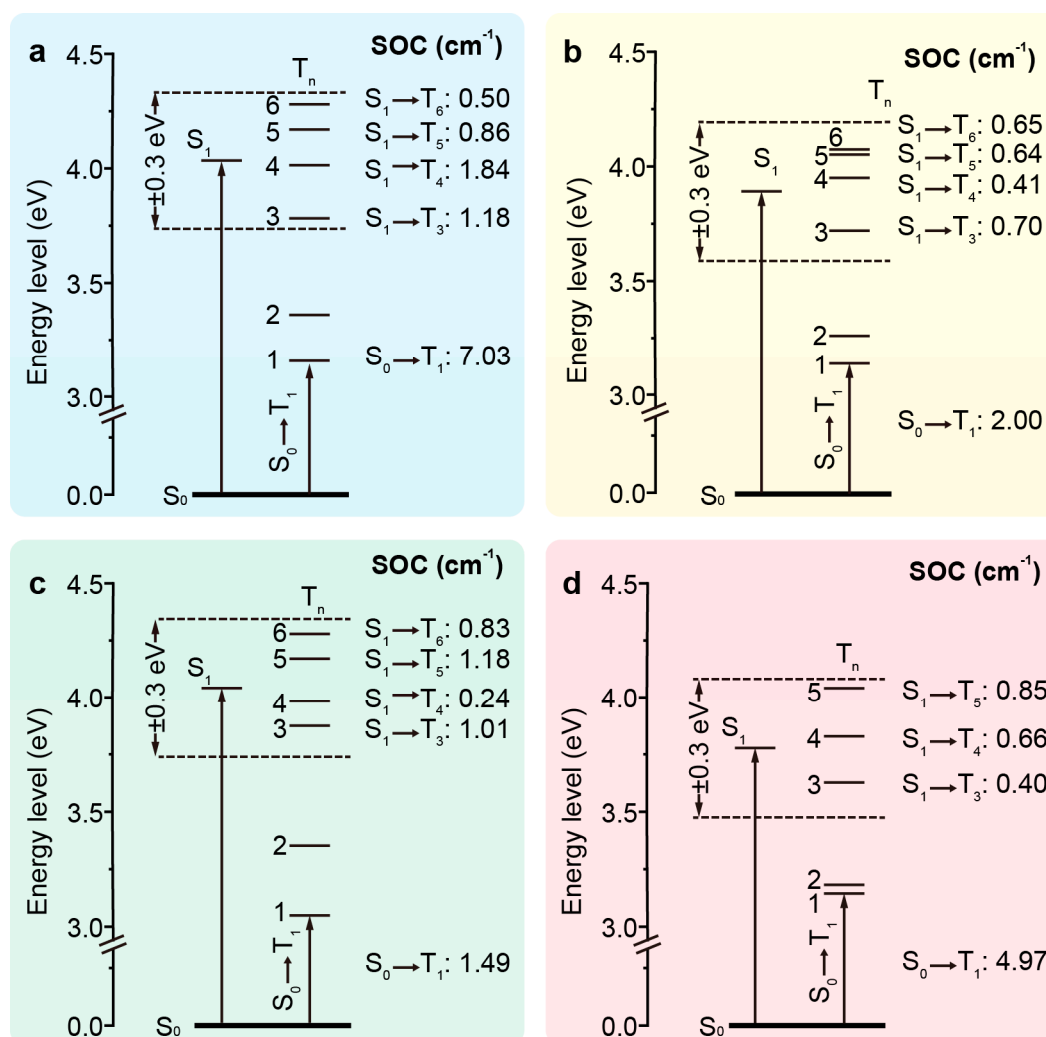 a
SOC (cm⁻¹)
4.5
4.0
3.5
3.0
0.0
Energy level (eV)
±0.3 eV
Tₙ
6
5
4
3
2
1
S₁
S₁→T₆: 0.50
S₁→T₅: 0.86
S₁→T₄: 1.84
S₁→T₃: 1.18
S₀→T₁: 7.03
S₀→T₁
S₀
b
SOC (cm⁻¹)
4.5
4.0
3.5
3.0
0.0
Energy level (eV)
±0.3 eV
Tₙ
6
5
4
3
2
1
S₁
S₁→T₆: 0.65
S₁→T₅: 0.64
S₁→T₄: 0.41
S₁→T₃: 0.70
S₀→T₁: 2.00
S₀→T₁
S₀
c
SOC (cm⁻¹)
4.5
4.0
3.5
3.0
0.0
Energy level (eV)
±0.3 eV
Tₙ
6
5
4
3
2
1
S₁
S₁→T₆: 0.83
S₁→T₅: 1.18
S₁→T₄: 0.24
S₁→T₃: 1.01
S₀→T₁: 1.49
S₀→T₁
S₀
d
SOC (cm⁻¹)
4.5
4.0
3.5
3.0
0.0
Energy level (eV)
±0.3 eV
Tₙ
5
4
3
2
1
S₁
S₁→T₅: 0.85
S₁→T₄: 0.66
S₁→T₃: 0.40
S₀→T₁: 4.97
S₀→T₁
S₀